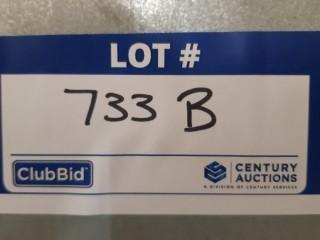 LOT #
733 B
ClubBid
CENTURY
AUCTIONS
A DIVISION OF CENTURY SERVICES